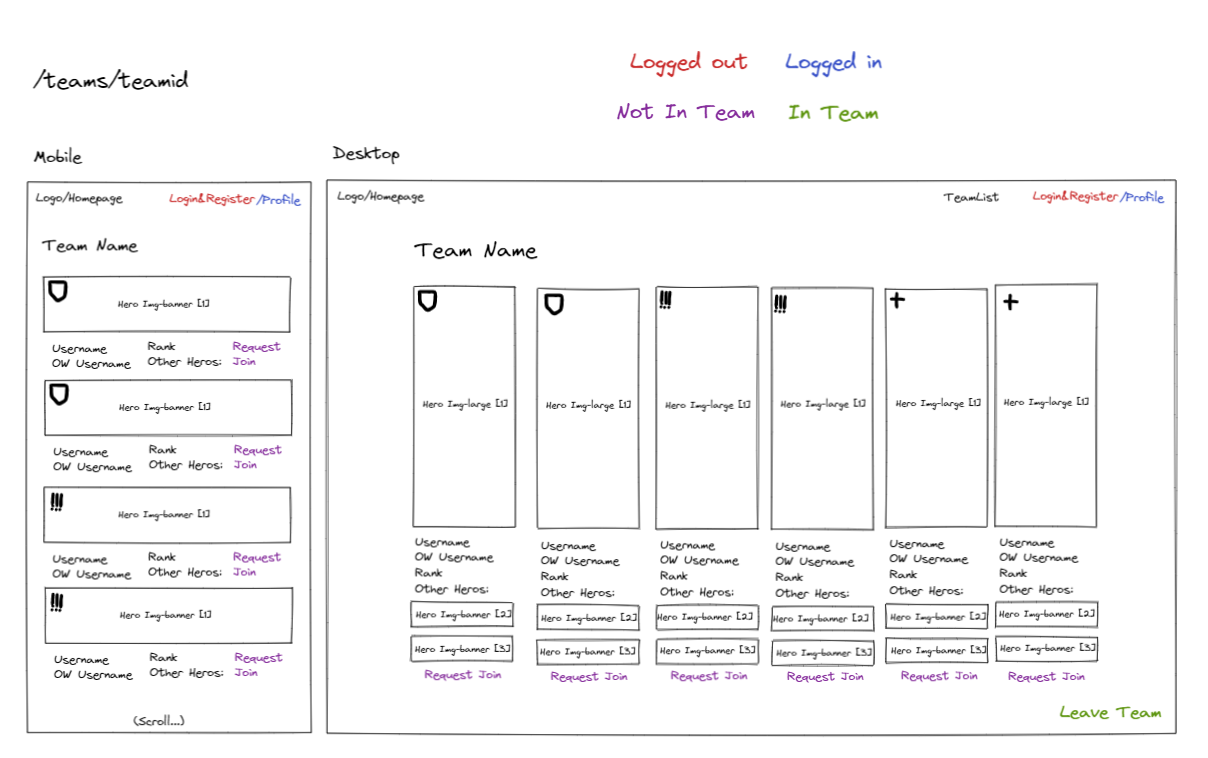 /teams/teamid
Logged out
Logged in
Not In Team
In Team
Mobile
Logo/Homepage
Login&Register/Profile
Team Name
Hero Img-banner [1]
Username
OW Username
Rank
Other Heros:
Request
Join
Hero Img-banner [1]
Username
OW Username
Rank
Other Heros:
Request
Join
!!!
Hero Img-banner [1]
Username
OW Username
Rank
Other Heros:
Request
Join
!!!
Hero Img-banner [1]
Username
OW Username
Rank
Other Heros:
Request
Join
(Scroll...)
Desktop
Logo/Homepage
TeamList
Login&Register/Profile
Team Name
Hero Img-large [1]
Username
OW Username
Rank
Other Heros:
Hero Img-banner [2]
Hero Img-banner [3]
Request Join
Hero Img-large [1]
Username
OW Username
Rank
Other Heros:
Hero Img-banner [2]
Hero Img-banner [3]
Request Join
!!!
Hero Img-large [1]
Username
OW Username
Rank
Other Heros:
Hero Img-banner [2]
Hero Img-banner [3]
Request Join
!!!
Hero Img-large [1]
Username
OW Username
Rank
Other Heros:
Hero Img-banner [2]
Hero Img-banner [3]
Request Join
+
Hero Img-large [1]
Username
OW Username
Rank
Other Heros:
Hero Img-banner [2]
Hero Img-banner [3]
Request Join
+
Hero Img-large [1]
Username
OW Username
Rank
Other Heros:
Hero Img-banner [2]
Hero Img-banner [3]
Request Join
Leave Team